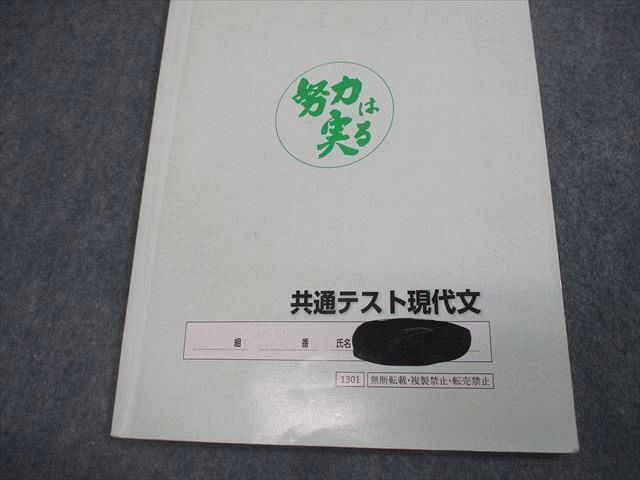 努力は
実る
共通テスト現代文
組 番 氏名
1301 無断転載・複製禁止・転売禁止